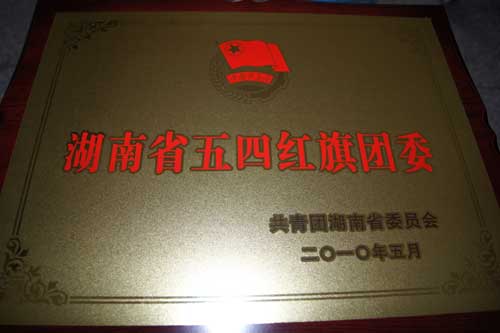 湖南省五四红旗团委
共青团湖南省委员会
二〇一〇年五月